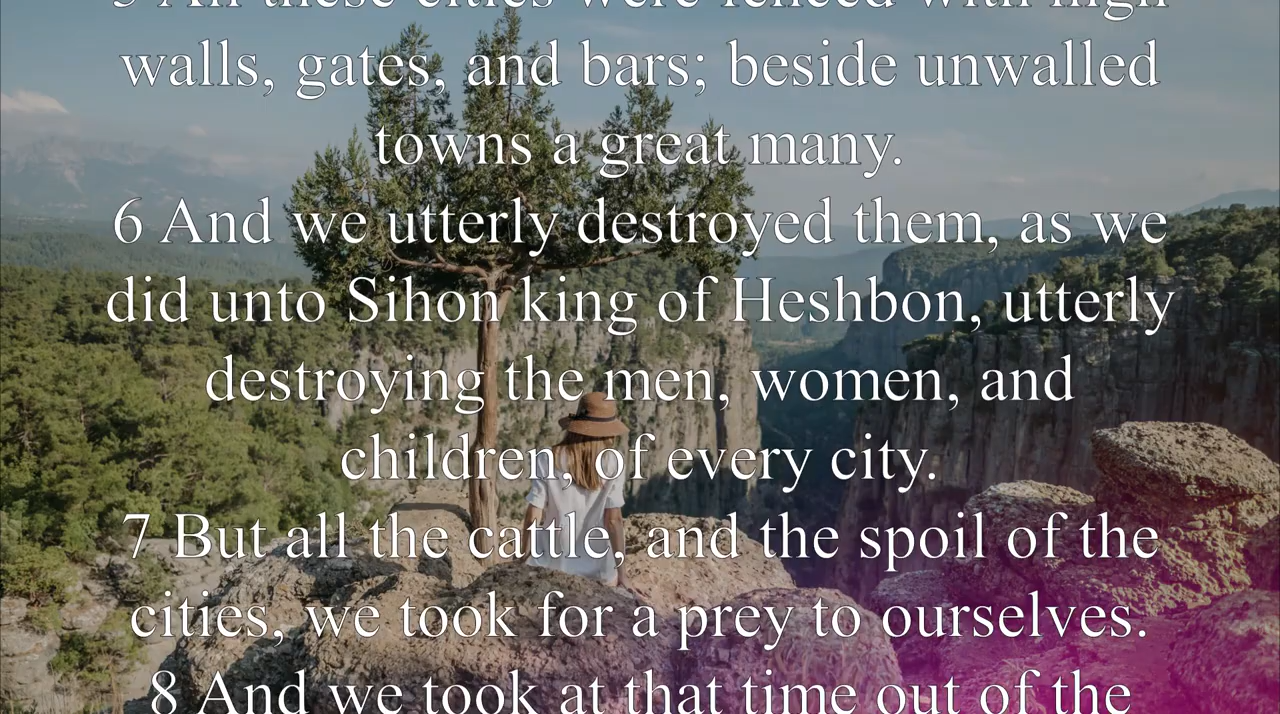 5 All these cities were fenced with high
walls, gates, and bars; beside unwalled
towns a great many.
6 And we utterly destroyed them, as we
did unto Sihon king of Heshbon, utterly
destroying the men, women, and
children, of every city.
7 But all the cattle, and the spoil of the
cities, we took for a prey to ourselves.
8 And we took at that time out of the